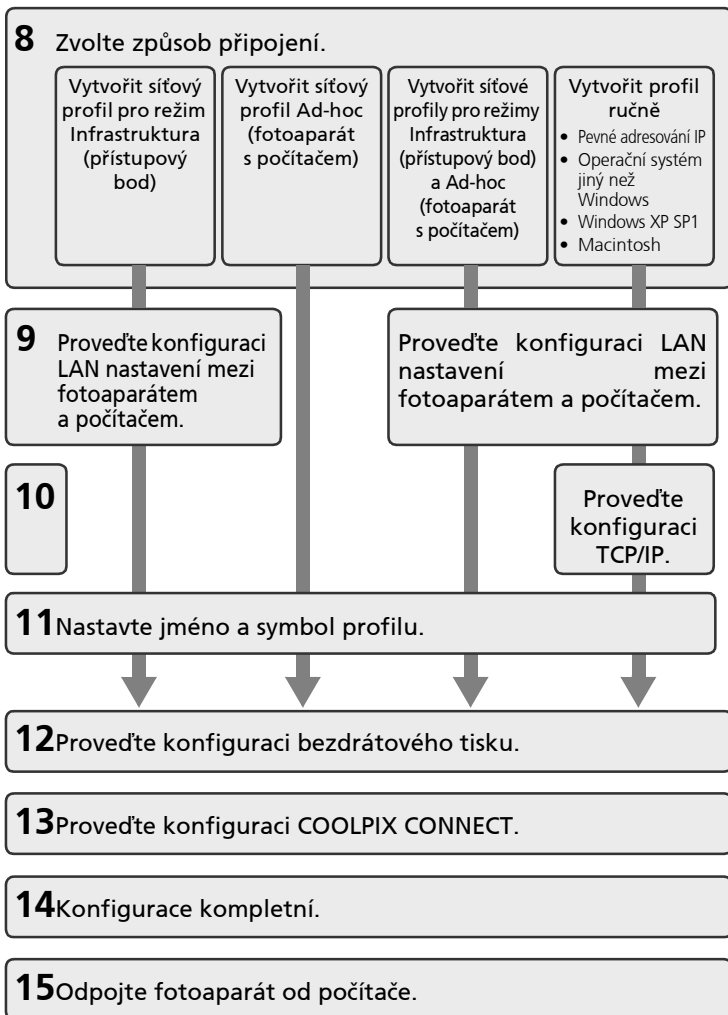 8 Zvolte způsob připojení.
Vytvořit síťový
profil pro režim
Infrastruktura
(přístupový
bod)
Vytvořit síťový
profil Ad-hoc
(fotoaparát
s počítačem)
Vytvořit síťové
profily pro režimy
Infrastruktura
(přístupový bod)
a Ad-hoc
(fotoaparát
s počítačem)
Vytvořit profil
ručně
• Pevné adresování IP
• Operační systém
jiný než
Windows
• Windows XP SP1
• Macintosh
9 Proveďte konfiguraci
LAN nastavení mezi
fotoaparátem
a počítačem.
Proveďte konfiguraci LAN
nastavení mezi
fotoaparátem a počítačem.
10
Proveďte
konfiguraci
TCP/IP.
11 Nastavte jméno a symbol profilu.
12 Proveďte konfiguraci bezdrátového tisku.
13 Proveďte konfiguraci COOLPIX CONNECT.
14 Konfigurace kompletní.
15 Odpojte fotoaparát od počítače.